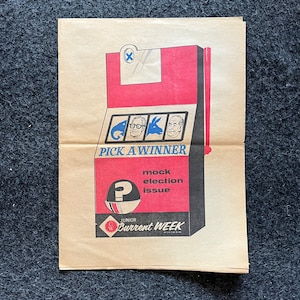 X
PICK A WINNER
mock
election
issue
?
JUNIOR
Current WEEK